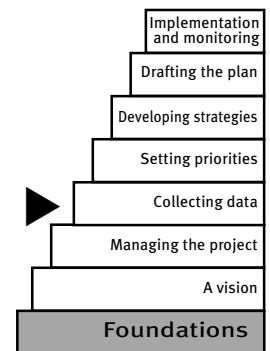 Implementation
and monitoring
Drafting the plan
Developing strategies
Setting priorities
Collecting data
Managing the project
A vision
Foundations